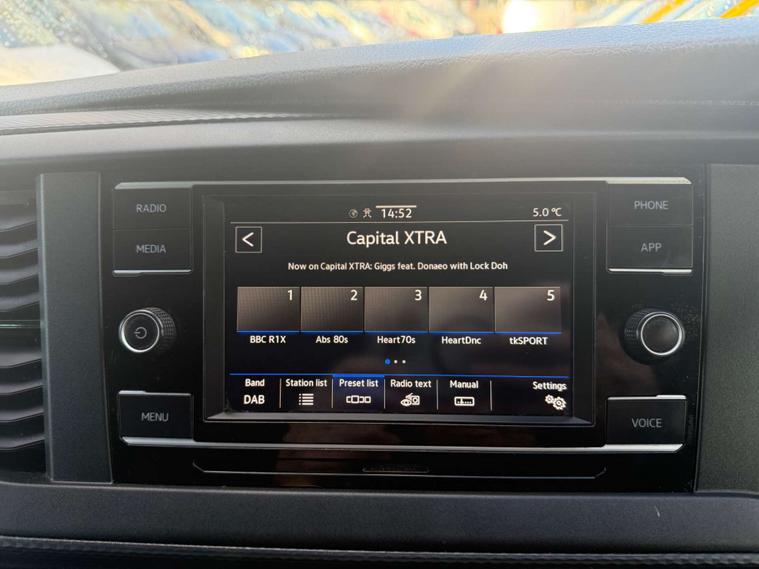 RADIO
MEDIA
MENU
PHONE
APP
VOICE
14:52
5.0 °C
<
Capital XTRA
>
Now on Capital XTRA: Giggs feat. Donaeo with Lock Doh
1 2 3 4 5
BBC R1X Abs 80s Heart70s HeartDnc tkSPORT
Band Station list Preset list Radio text Manual Settings
DAB